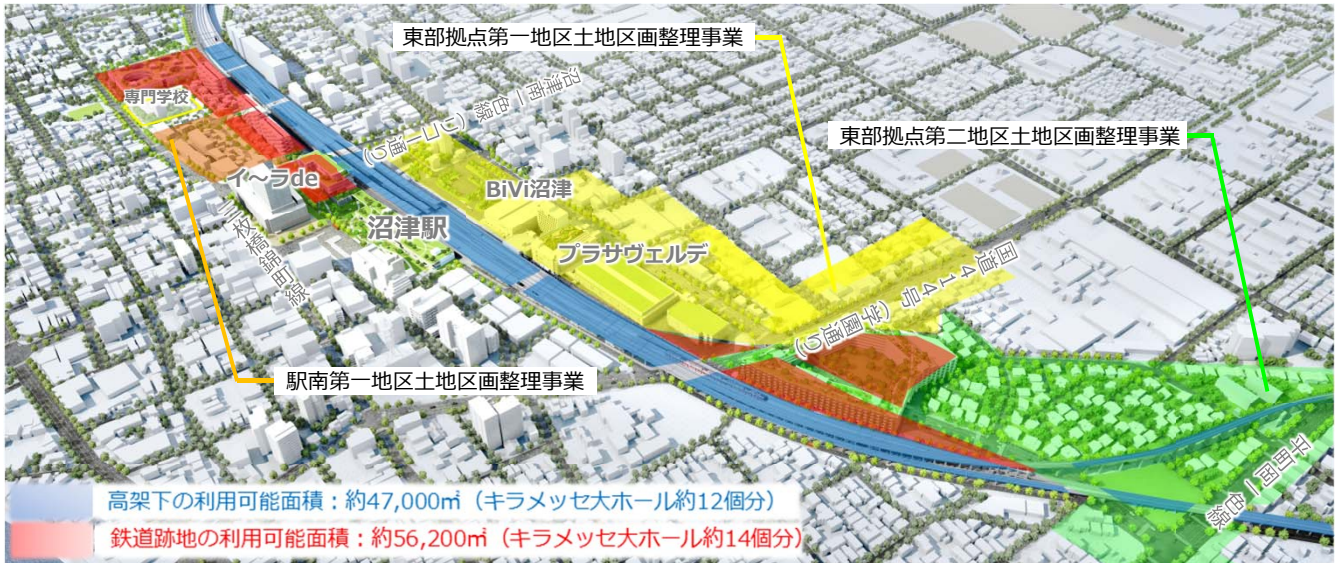 東部拠点第一地区土地区画整理事業
専門学校
沼津南一色線
(リコー通り)
東部拠点第二地区土地区画整理事業
イ～ラde
BiVi沼津
沼津駅
プラサヴェルデ
三枚橋錦町線
国道414号
(学園通り)
駅南第一地区土地区画整理事業
平町岡一色線
高架下の利用可能面積：約47,000㎡（キラメッセ大ホール約12個分）
鉄道跡地の利用可能面積：約56,200㎡（キラメッセ大ホール約14個分）